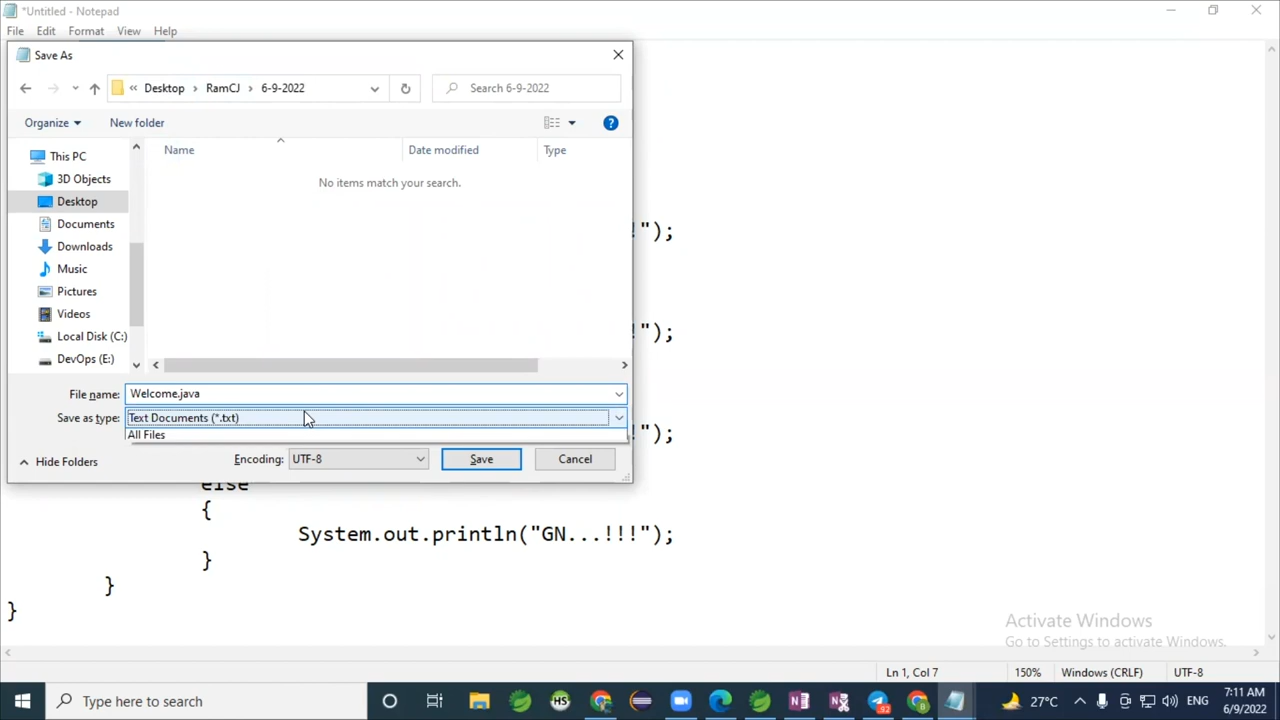 *Untitled - Notepad
File Edit Format View Help
Save As
« Desktop › RamCJ › 6-9-2022
Search 6-9-2022
Organize New folder
Name Date modified Type
No items match your search.
This PC
3D Objects
Desktop
Documents
Downloads
Music
Pictures
Videos
Local Disk (C:)
DevOps (E:)
!");
!");
!");
File name: Welcome.java
Save as type: Text Documents (*.txt)
All Files
Hide Folders Encoding: UTF-8 Save Cancel
else
{
System.out.println("GN...!!!");
}
}
}
Activate Windows
Go to Settings to activate Windows.
Ln 1, Col 7 150% Windows (CRLF) UTF-8
Type here to search
HS
92
B
27°C
ENG
7:11 AM
6/9/2022